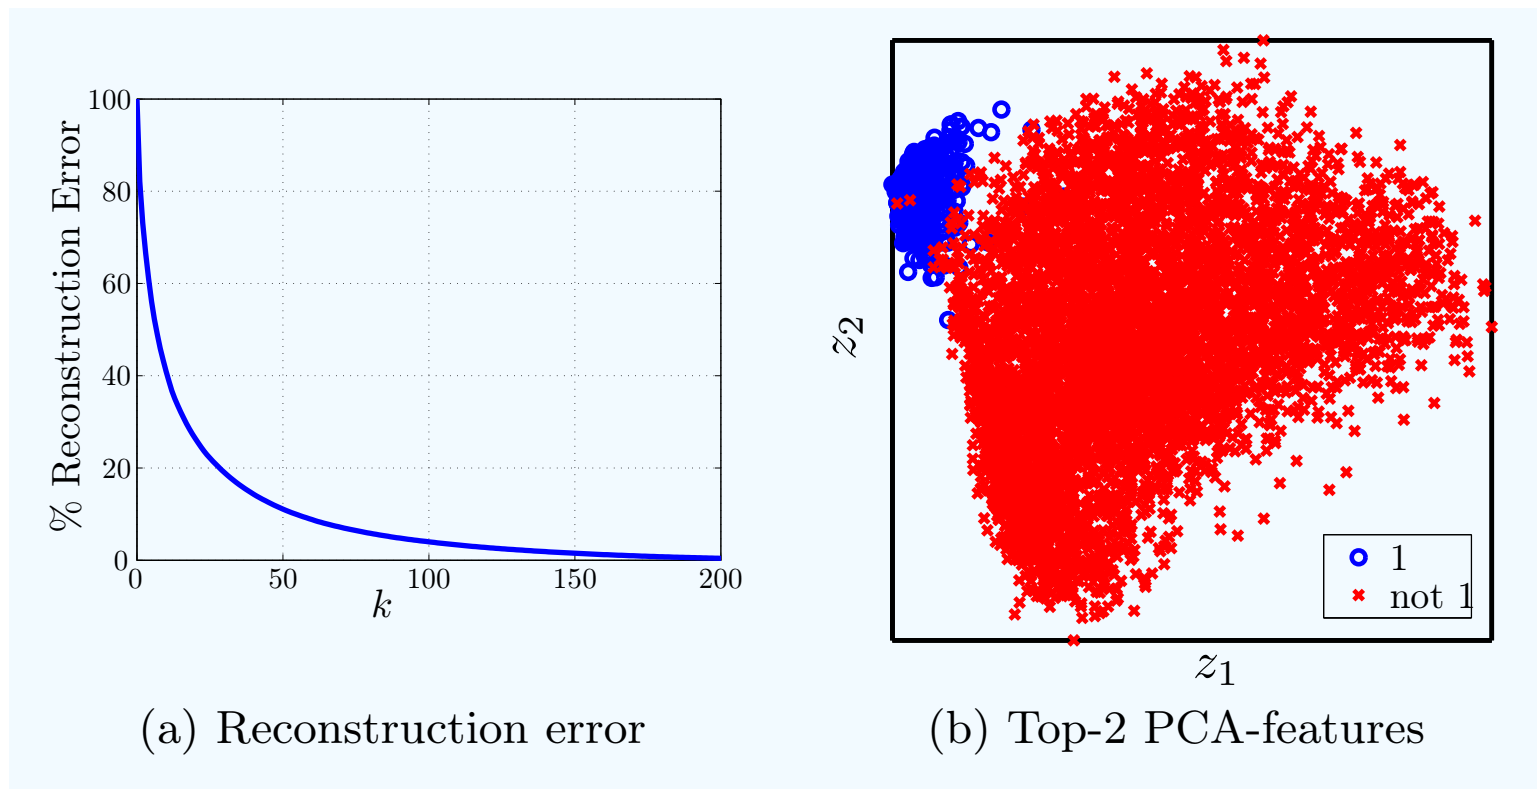 100
80
60
40
20
0
% Reconstruction Error
0 50 100 150 200
k
(a) Reconstruction error
z2
1
not 1
z1
(b) Top-2 PCA-features